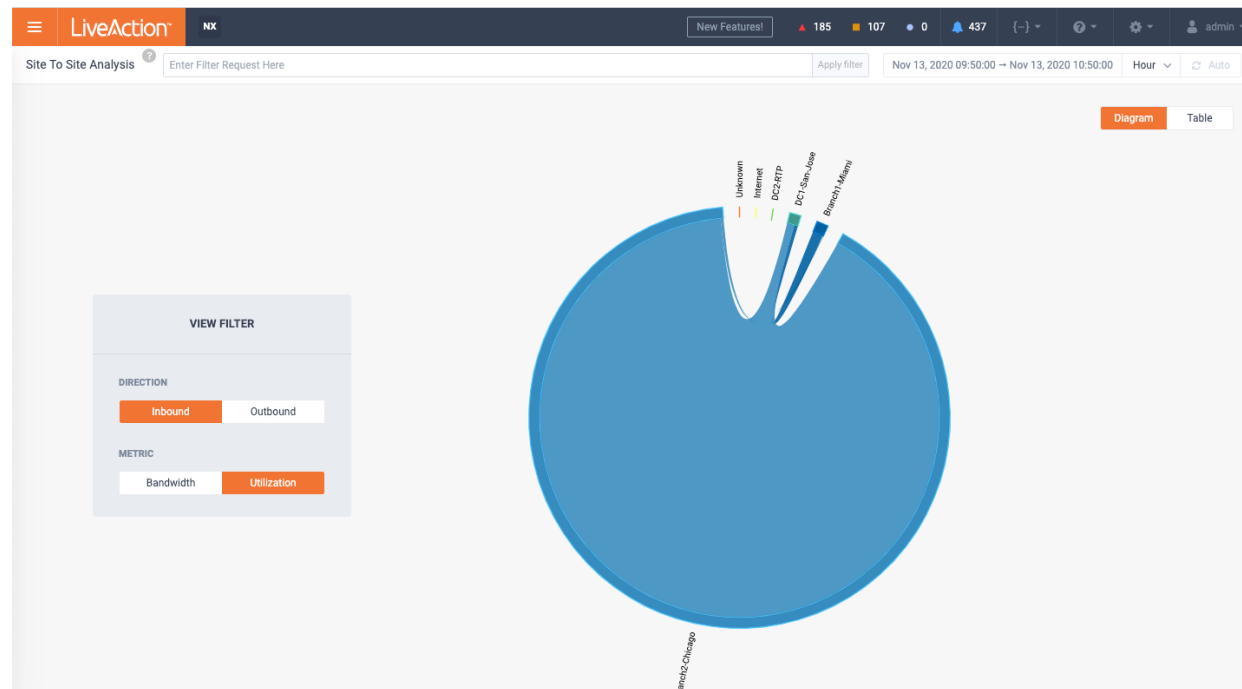 LiveAction
NX
New Features!
185
107
0
437
{-}
?
admin
Site To Site Analysis
?
Enter Filter Request Here
Apply filter
Nov 13, 2020 09:50:00 → Nov 13, 2020 10:50:00
Hour
Auto
Diagram
Table
Unknown
Internet
DC2-RTP
DC1-San-Jose
Branch1-Miami
VIEW FILTER
DIRECTION
Inbound
Outbound
METRIC
Bandwidth
Utilization
anch2-Chicago